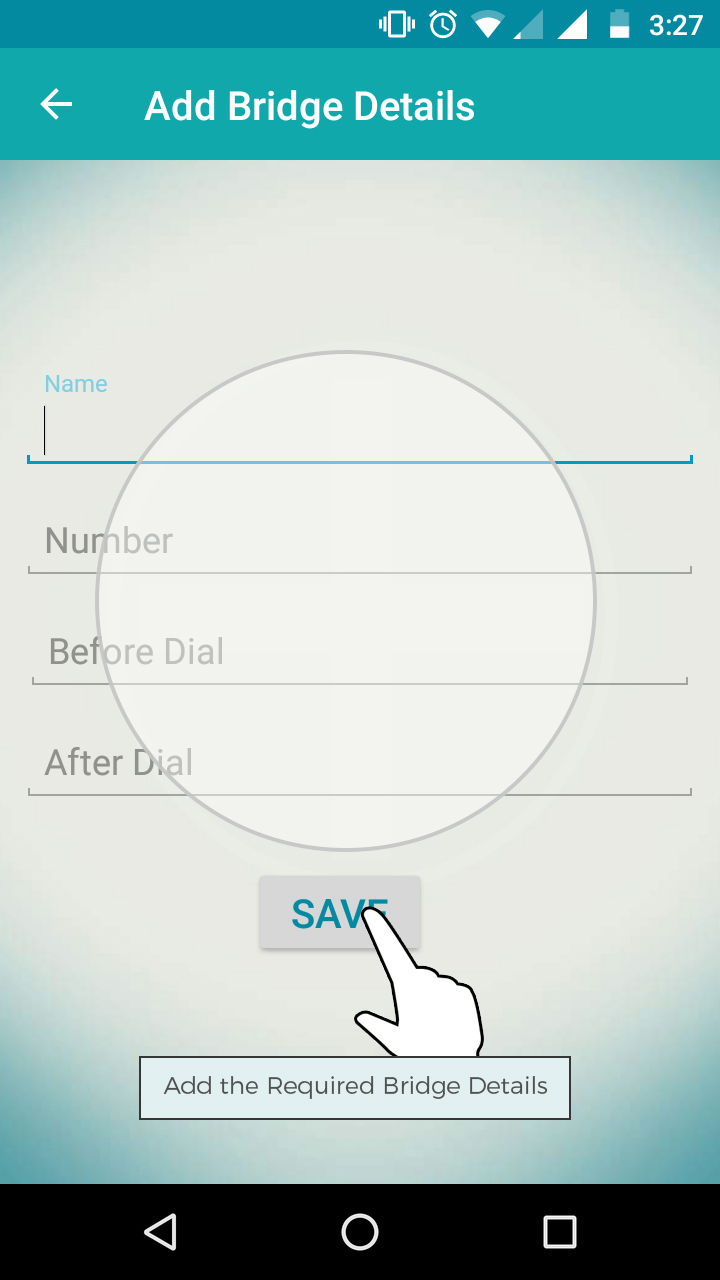 3:27
Add Bridge Details
Name
Number
Before Dial
After Dial
SAVE
Add the Required Bridge Details